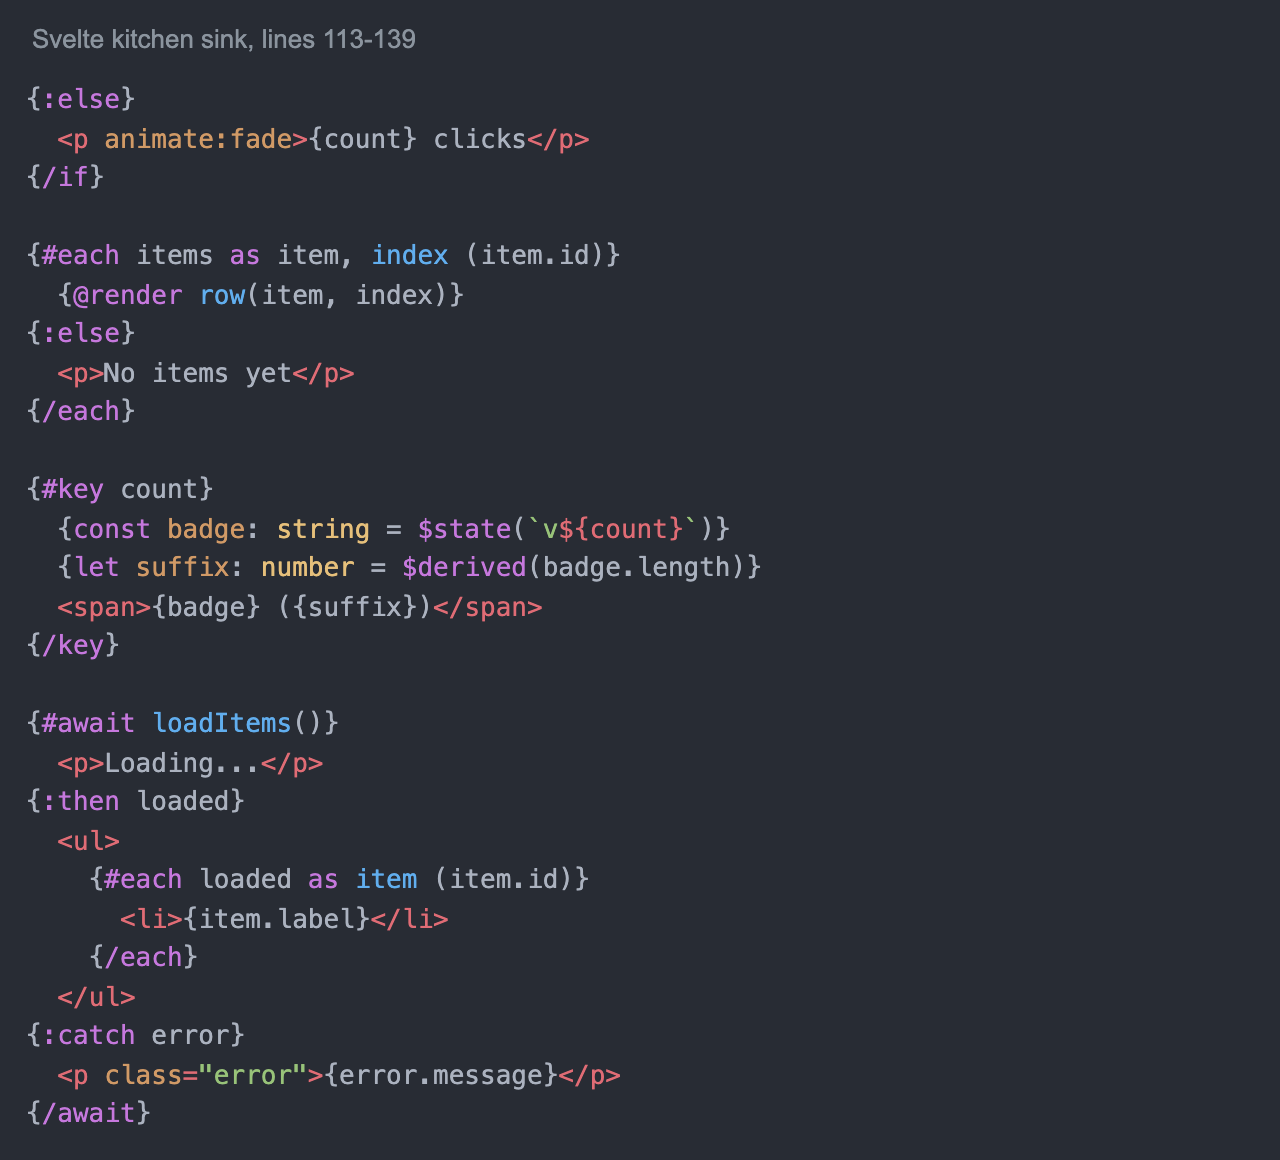 Svelte kitchen sink, lines 113-139
{:else}
  <p animate:fade>{count} clicks</p>
{/if}

{#each items as item, index (item.id)}
  {@render row(item, index)}
{:else}
  <p>No items yet</p>
{/each}

{#key count}
  {const badge: string = $state(`v${count}`)}
  {let suffix: number = $derived(badge.length)}
  <span>{badge} ({suffix})</span>
{/key}

{#await loadItems()}
  <p>Loading...</p>
{:then loaded}
  <ul>
    {#each loaded as item (item.id)}
      <li>{item.label}</li>
    {/each}
  </ul>
{:catch error}
  <p class="error">{error.message}</p>
{/await}